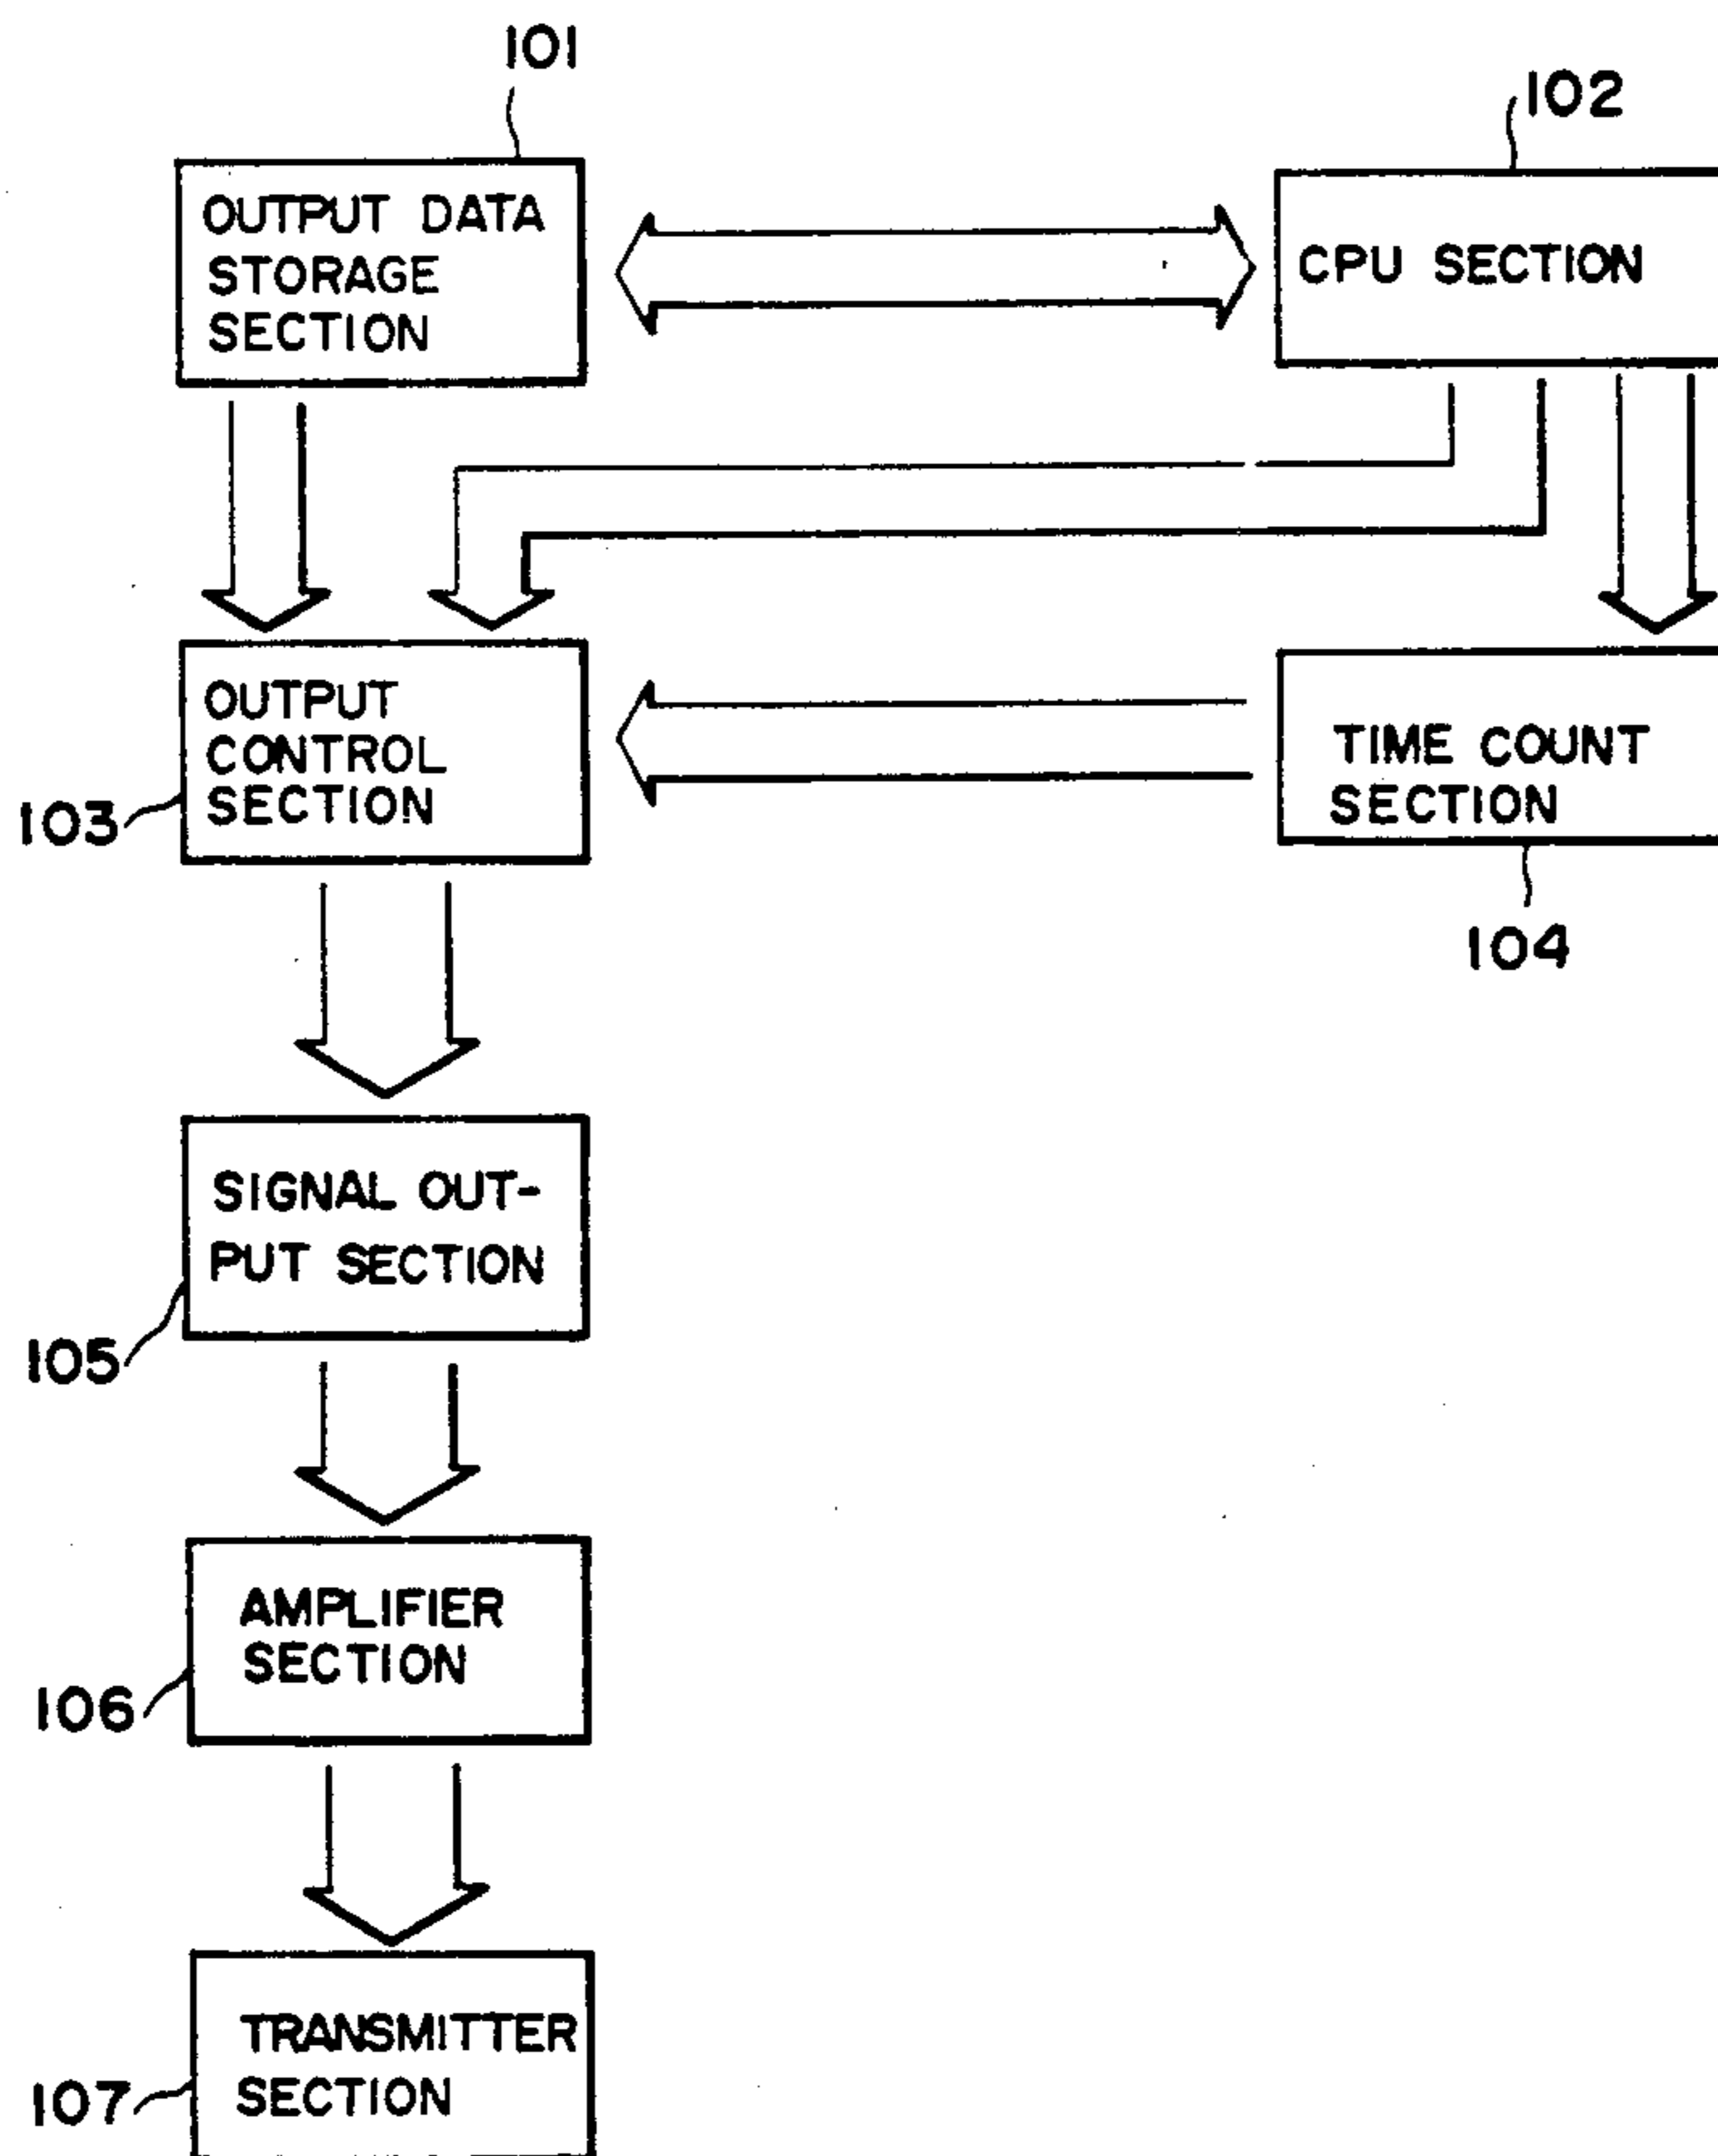 101
102
OUTPUT DATA
STORAGE
SECTION
CPU SECTION
OUTPUT
CONTROL
SECTION
103
TIME COUNT
SECTION
104
SIGNAL OUT-
PUT SECTION
105
AMPLIFIER
SECTION
106
TRANSMITTER
SECTION
107